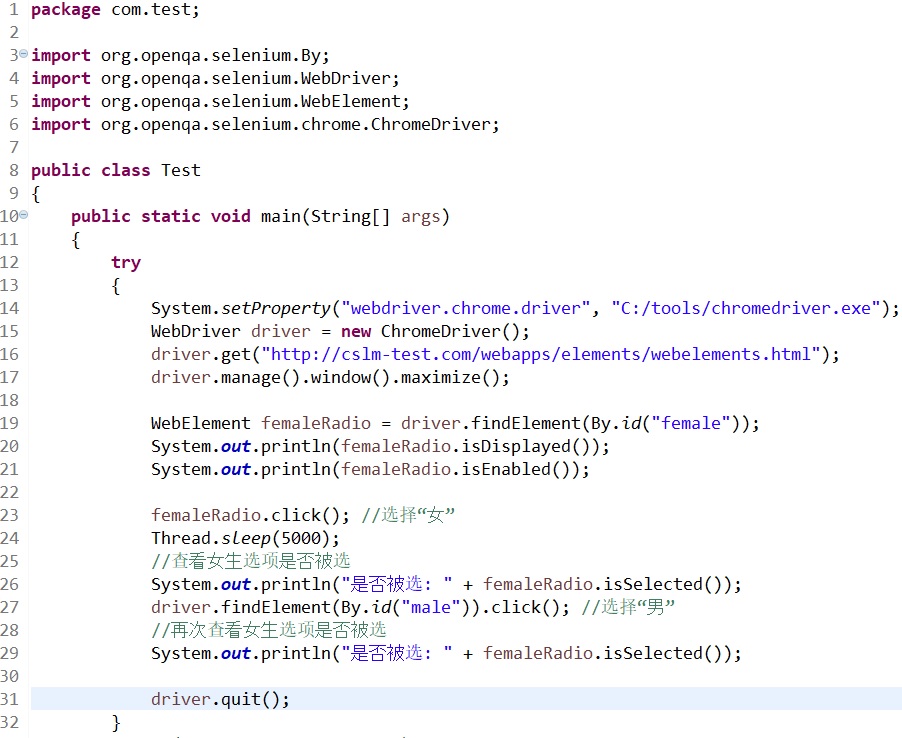 1 package com.test;
2
3 import org.openqa.selenium.By;
4 import org.openqa.selenium.WebDriver;
5 import org.openqa.selenium.WebElement;
6 import org.openqa.selenium.chrome.ChromeDriver;
7
8 public class Test
9 {
10     public static void main(String[] args)
11     {
12         try
13         {
14             System.setProperty("webdriver.chrome.driver", "C:/tools/chromedriver.exe");
15             WebDriver driver = new ChromeDriver();
16             driver.get("http://cslm-test.com/webapps/elements/webelements.html");
17             driver.manage().window().maximize();
18
19             WebElement femaleRadio = driver.findElement(By.id("female"));
20             System.out.println(femaleRadio.isDisplayed());
21             System.out.println(femaleRadio.isEnabled());
22
23             femaleRadio.click(); //选择“女”
24             Thread.sleep(5000);
25             //查看女生选项是否被选
26             System.out.println("是否被选: " + femaleRadio.isSelected());
27             driver.findElement(By.id("male")).click(); //选择“男”
28             //再次查看女生选项是否被选
29             System.out.println("是否被选: " + femaleRadio.isSelected());
30
31             driver.quit();
32         }